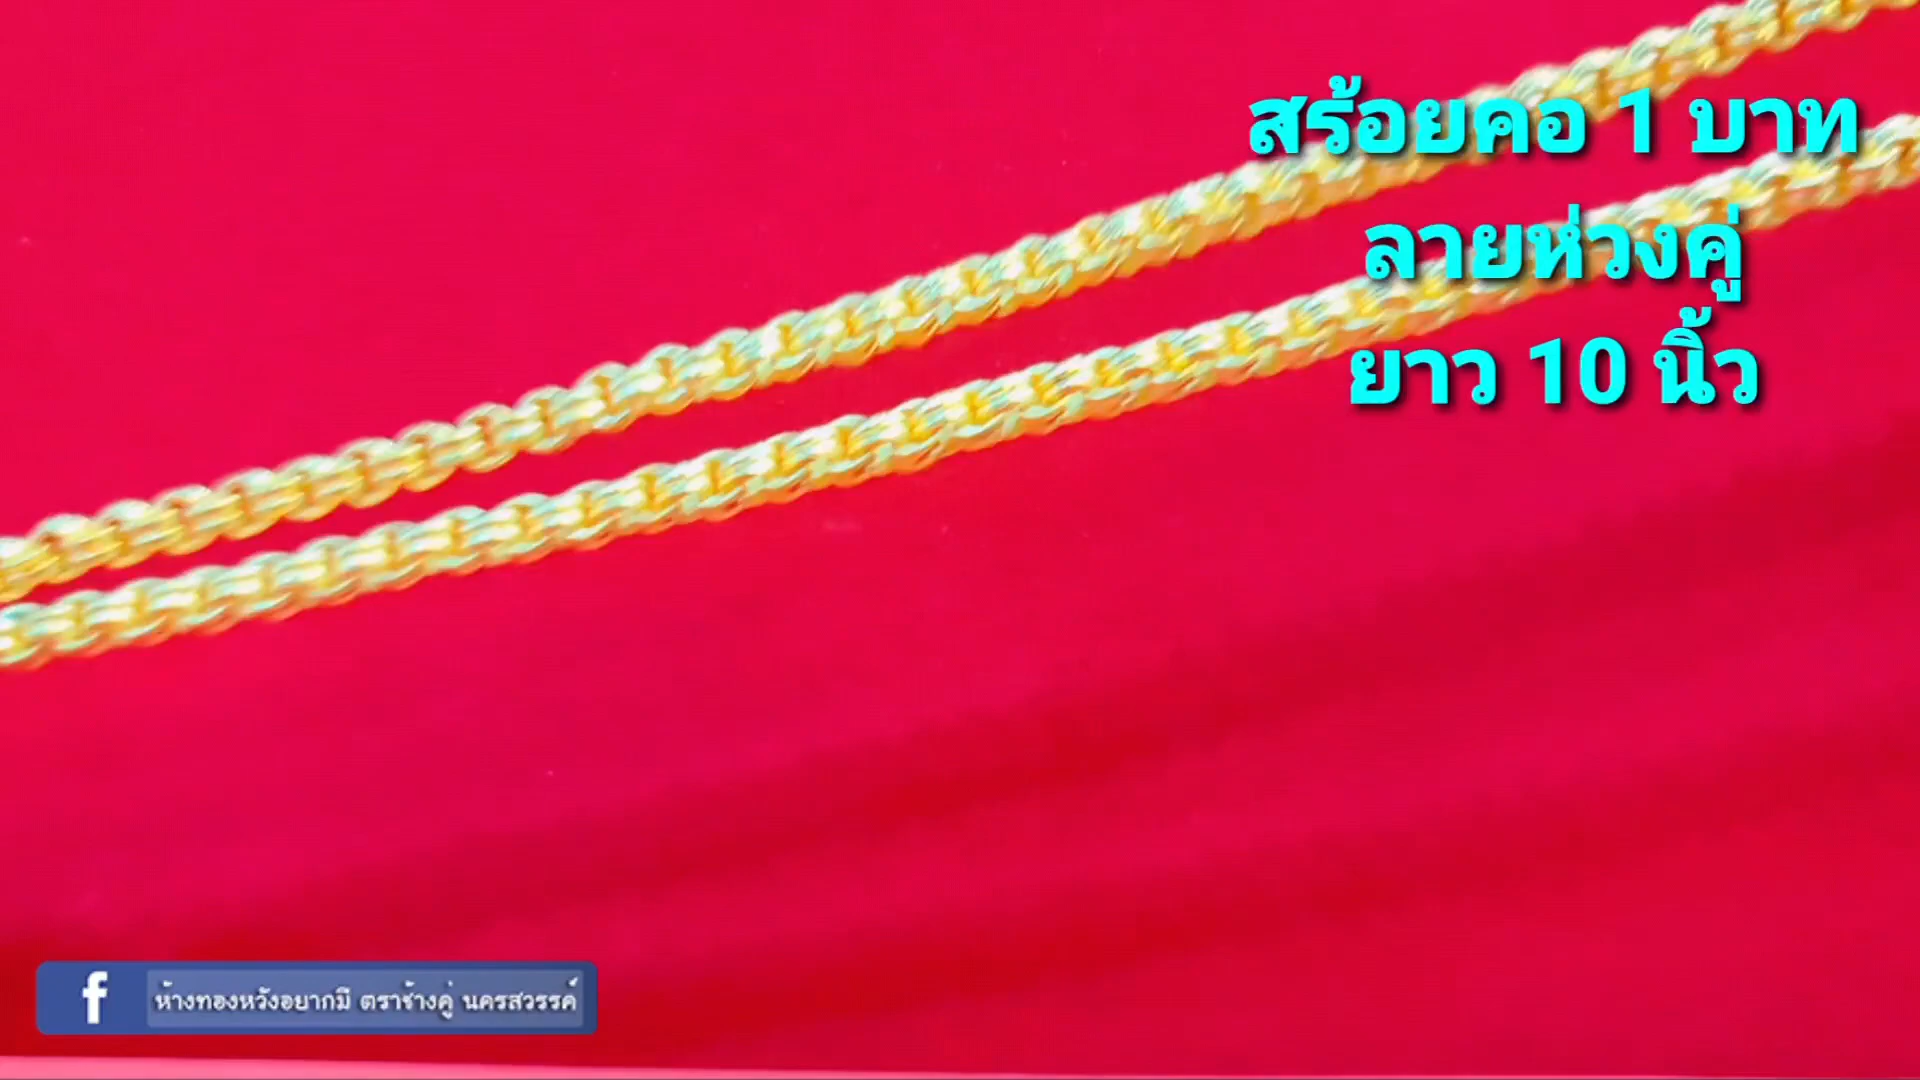 สร้อยคอ 1 บาท
ลายห่วงคู่
ยาว 10 นิ้ว
ห้างทองหวังอยากมี ตราช้างคู่ นครสวรรค์